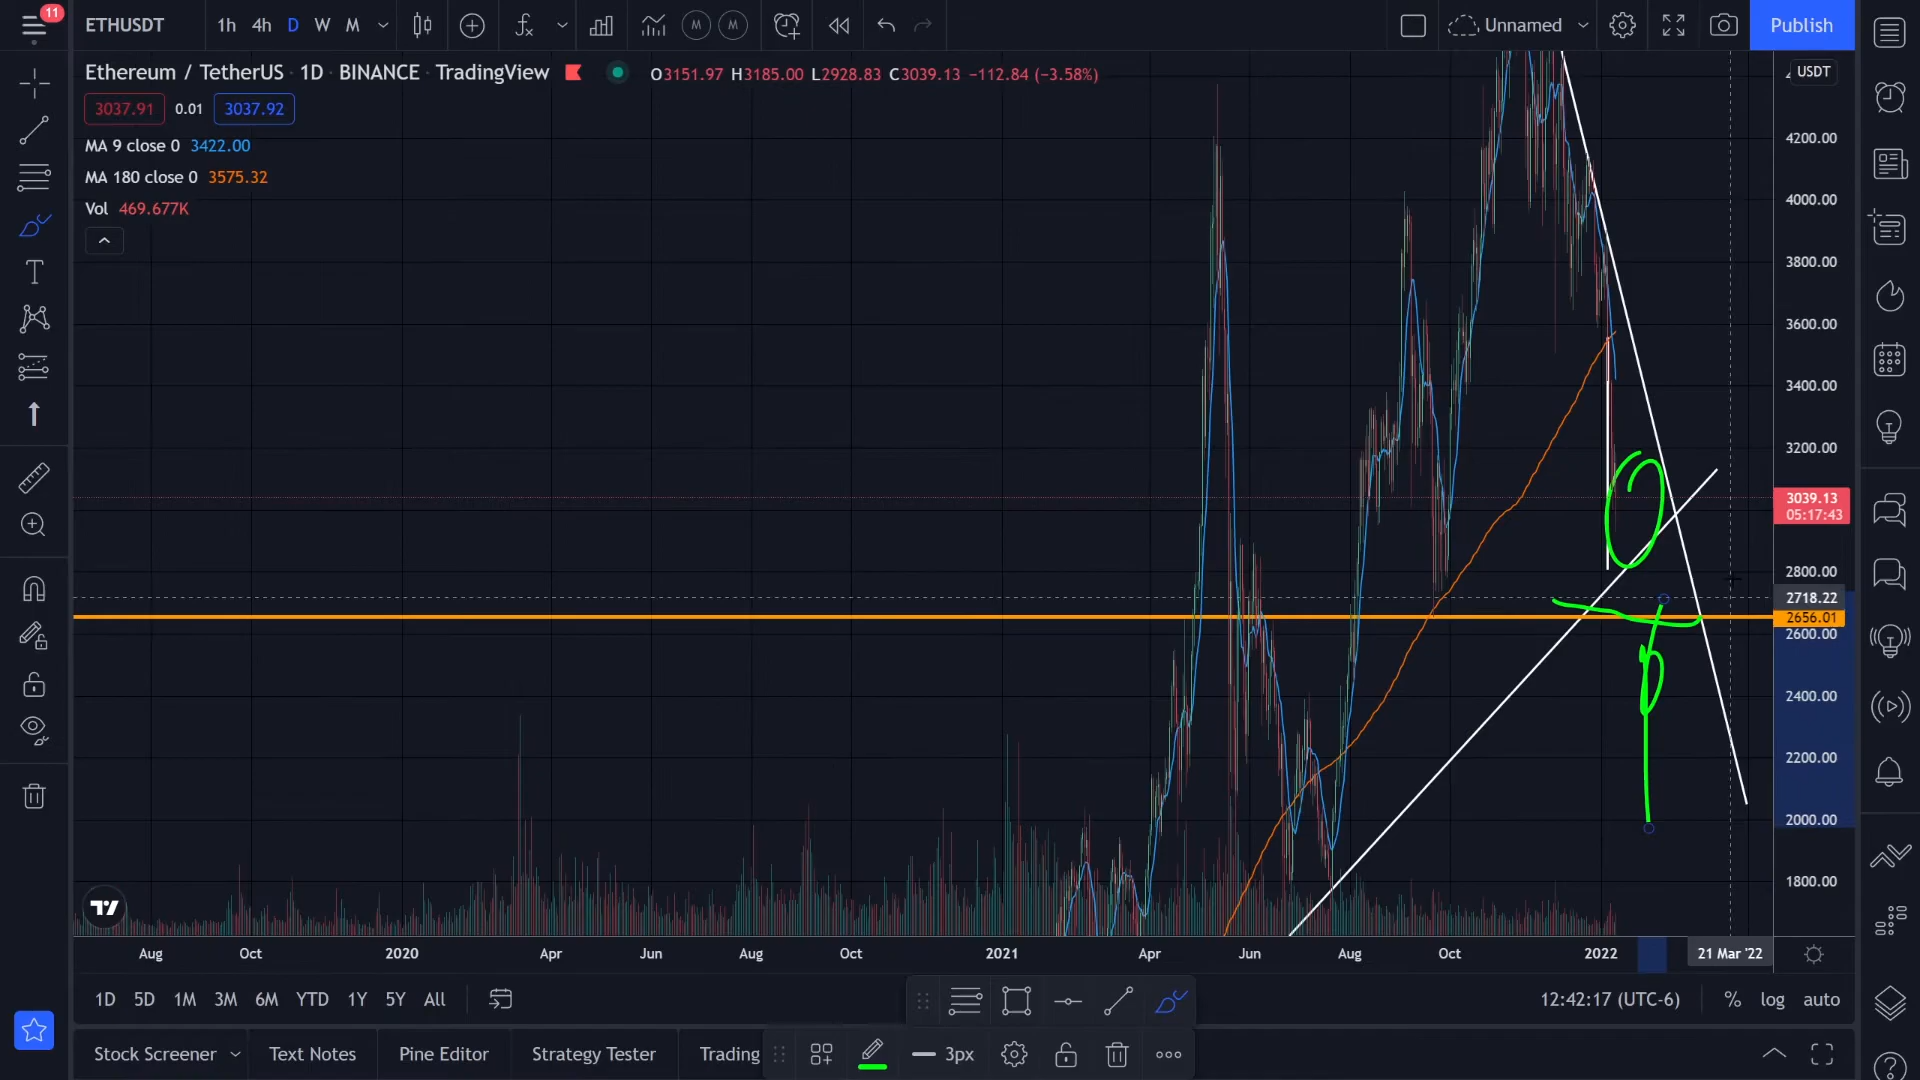 11
ETHUSDT 1h 4h D W M M M Unnamed Publish
Ethereum / TetherUS · 1D · BINANCE · TradingView O3151.97 H3185.00 L2928.83 C3039.13 −112.84 (−3.58%) USDT
3037.91 0.01 3037.92
MA 9 close 0 3422.00
MA 180 close 0 3575.32
Vol 469.677K
4200.00
4000.00
3800.00
3600.00
3400.00
3200.00
3039.13
05:17:43
2800.00
2718.22
2656.01
2600.00
2400.00
2200.00
2000.00
1800.00
Aug Oct 2020 Apr Jun Aug Oct 2021 Apr Jun Aug Oct 2022 21 Mar '22
1D 5D 1M 3M 6M YTD 1Y 5Y All 12:42:17 (UTC-6) % log auto
Stock Screener Text Notes Pine Editor Strategy Tester Trading 3px